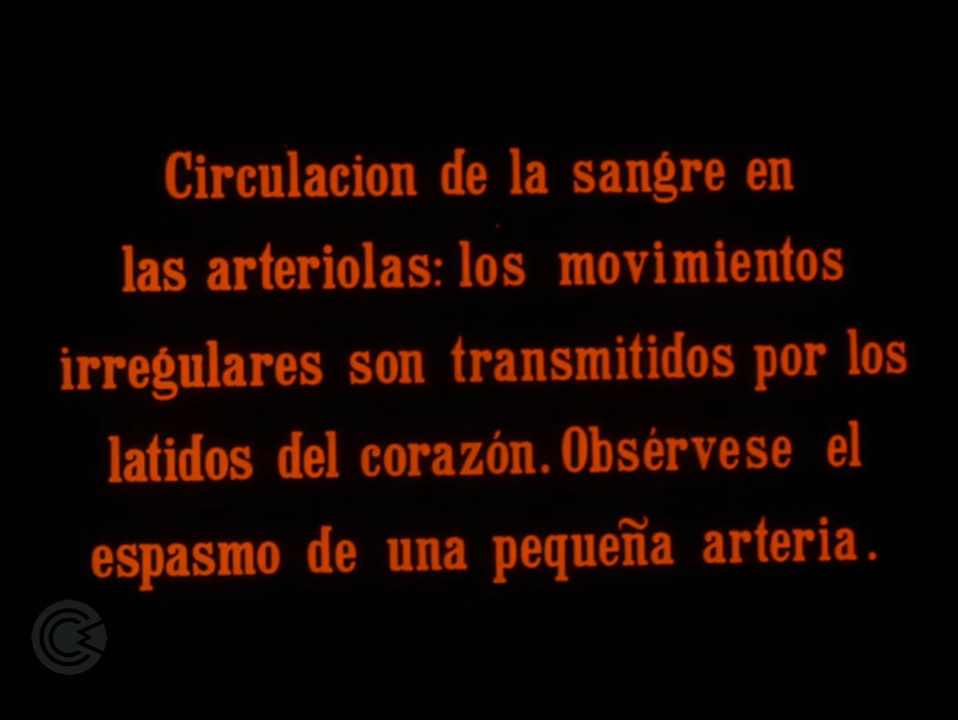 Circulacion de la sangre en
las arteriolas: los movimientos
irregulares son transmitidos por los
latidos del corazón. Obsérvese el
espasmo de una pequeña arteria.